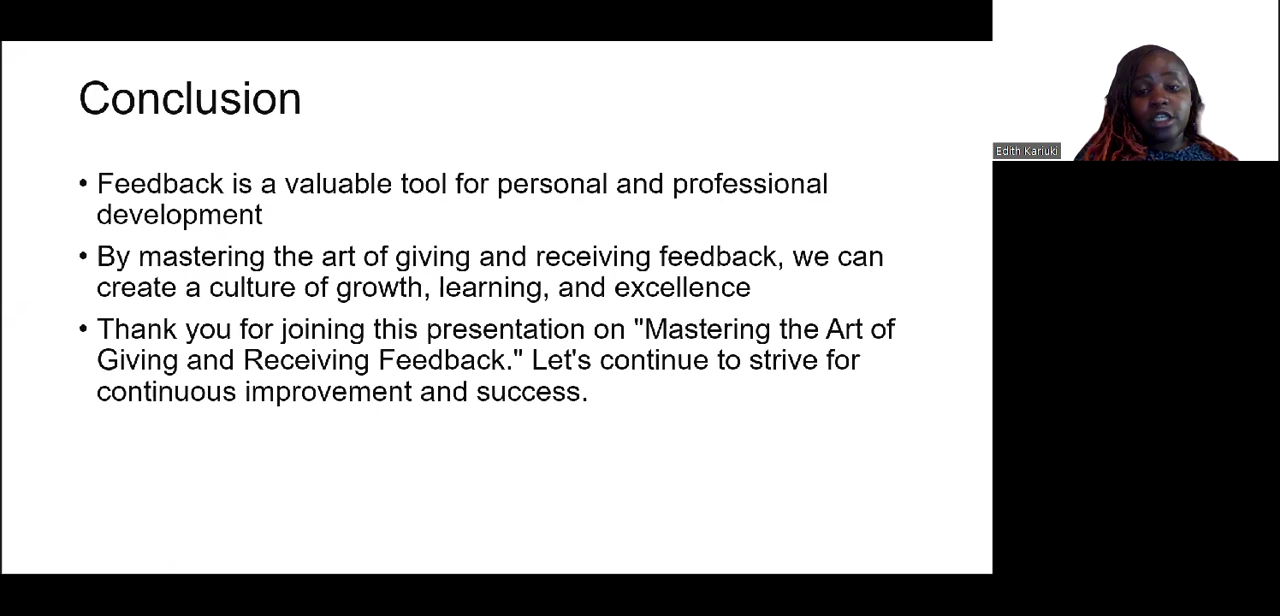 Conclusion
• Feedback is a valuable tool for personal and professional
development
• By mastering the art of giving and receiving feedback, we can
create a culture of growth, learning, and excellence
• Thank you for joining this presentation on "Mastering the Art of
Giving and Receiving Feedback." Let's continue to strive for
continuous improvement and success.
Edith Kariuki